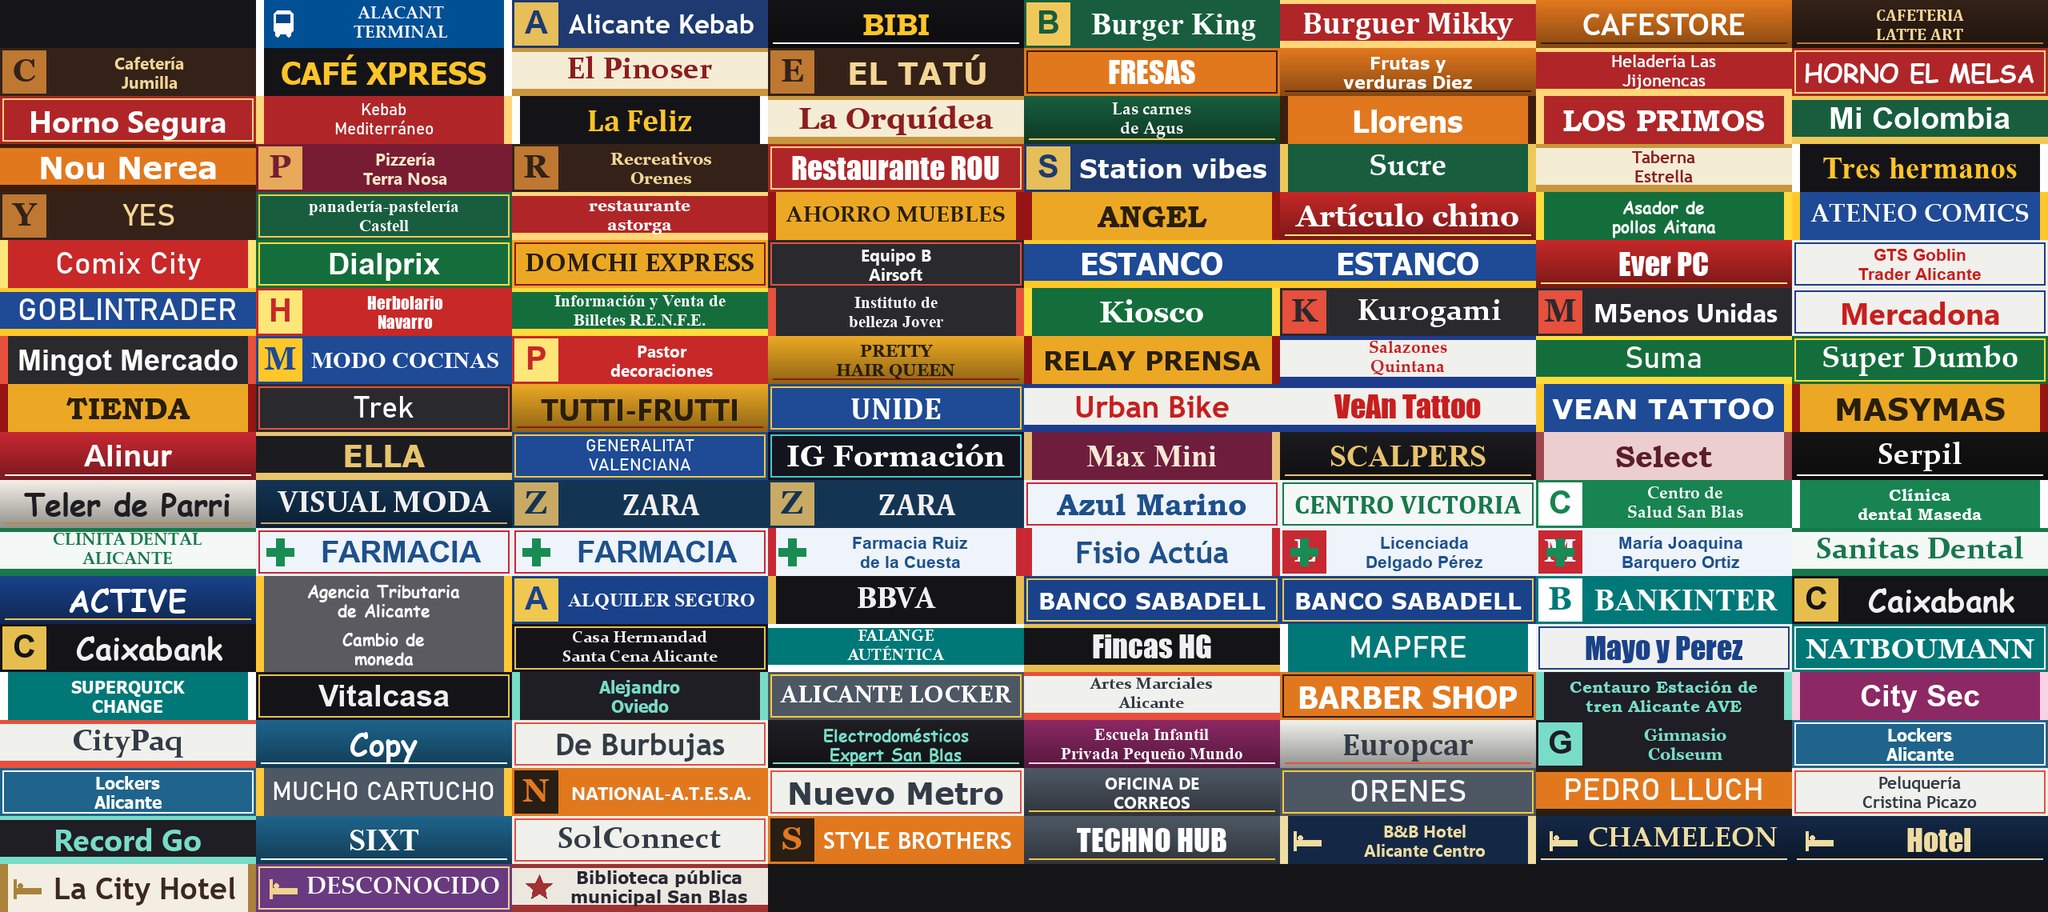 ALACANT
TERMINAL
A Alicante Kebab
BIBI
B Burger King
Burguer Mikky
CAFESTORE
CAFETERIA
LATTE ART
C Cafetería
Jumilla
CAFÉ XPRESS
El Pinoser
E EL TATÚ
FRESAS
Frutas y
verduras Diez
Heladería Las
Jijonencas
HORNO EL MELSA
Horno Segura
Kebab
Mediterráneo
La Feliz
La Orquídea
Las carnes
de Agus
Llorens
LOS PRIMOS
Mi Colombia
Nou Nerea
P Pizzería
Terra Nosa
R Recreativos
Orenes
Restaurante ROU
S Station vibes
Sucre
Taberna
Estrella
Tres hermanos
Y YES
panadería-pastelería
Castell
restaurante
astorga
AHORRO MUEBLES
ANGEL
Artículo chino
Asador de
pollos Aitana
ATENEO COMICS
Comix City
Dialprix
DOMCHI EXPRESS
Equipo B
Airsoft
ESTANCO
ESTANCO
Ever PC
GTS Goblin
Trader Alicante
GOBLINTRADER
H Herbolario
Navarro
Información y Venta de
Billetes R.E.N.F.E.
Instituto de
belleza Jover
Kiosco
K Kurogami
M M5enos Unidas
Mercadona
Mingot Mercado
M MODO COCINAS
P Pastor
decoraciones
PRETTY
HAIR QUEEN
RELAY PRENSA
Salazones
Quintana
Suma
Super Dumbo
TIENDA
Trek
TUTTI-FRUTTI
UNIDE
Urban Bike
VeAn Tattoo
VEAN TATTOO
MASYMAS
Alinur
ELLA
GENERALITAT
VALENCIANA
IG Formación
Max Mini
SCALPERS
Select
Serpil
Teler de Parri
VISUAL MODA
Z ZARA
Z ZARA
Azul Marino
CENTRO VICTORIA
C Centro de
Salud San Blas
Clínica
dental Maseda
CLINITA DENTAL
ALICANTE
FARMACIA
FARMACIA
Farmacia Ruiz
de la Cuesta
Fisio Actúa
L Licenciada
Delgado Pérez
M María Joaquina
Barquero Ortiz
Sanitas Dental
ACTIVE
Agencia Tributaria
de Alicante
A ALQUILER SEGURO
BBVA
BANCO SABADELL
BANCO SABADELL
B BANKINTER
C Caixabank
C Caixabank
Cambio de
moneda
Casa Hermandad
Santa Cena Alicante
FALANGE
AUTÉNTICA
Fincas HG
MAPFRE
Mayo y Perez
NATBOUMANN
SUPERQUICK
CHANGE
Vitalcasa
Alejandro
Oviedo
ALICANTE LOCKER
Artes Marciales
Alicante
BARBER SHOP
Centauro Estación de
tren Alicante AVE
City Sec
CityPaq
Copy
De Burbujas
Electrodomésticos
Expert San Blas
Escuela Infantil
Privada Pequeño Mundo
Europcar
G Gimnasio
Colseum
Lockers
Alicante
Lockers
Alicante
MUCHO CARTUCHO
N NATIONAL-A.T.E.S.A.
Nuevo Metro
OFICINA DE
CORREOS
ORENES
PEDRO LLUCH
Peluquería
Cristina Picazo
Record Go
SIXT
SolConnect
S STYLE BROTHERS
TECHNO HUB
B&B Hotel
Alicante Centro
CHAMELEON
Hotel
La City Hotel
DESCONOCIDO
Biblioteca pública
municipal San Blas